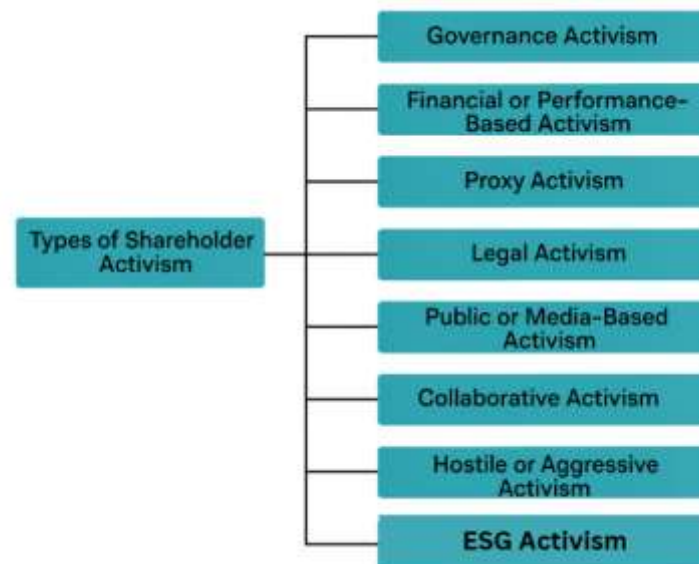 Governance Activism
Financial or Performance-
Based Activism
Proxy Activism
Types of Shareholder
Activism
Legal Activism
Public or Media-Based
Activism
Collaborative Activism
Hostile or Aggressive
Activism
ESG Activism